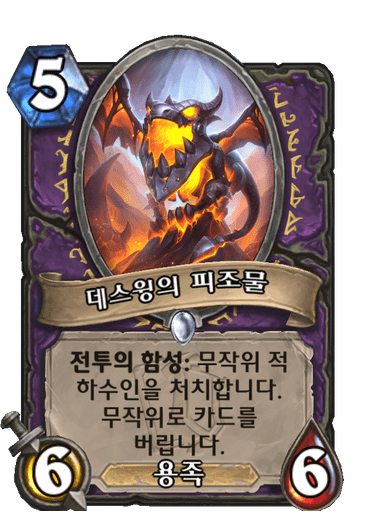 5
데스윙의 피조물
전투의 함성: 무작위 적
하수인을 처치합니다.
무작위로 카드를
버립니다.
6
용족
6